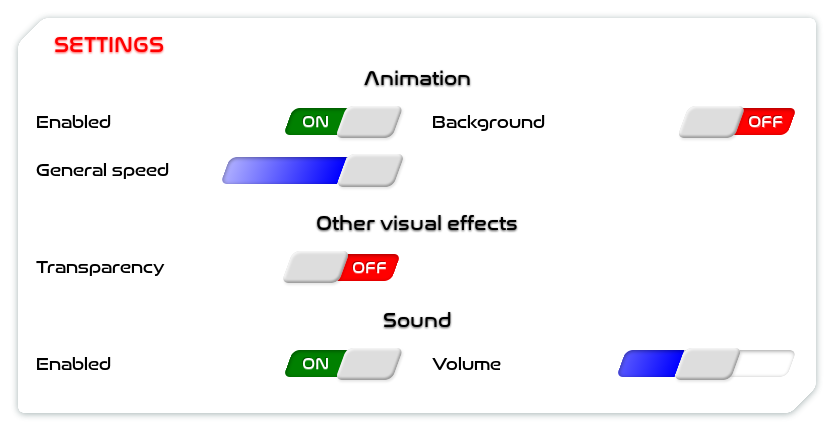 SETTINGS
Animation
Enabled ON Background OFF
General speed
Other visual effects
Transparency OFF
Sound
Enabled ON Volume